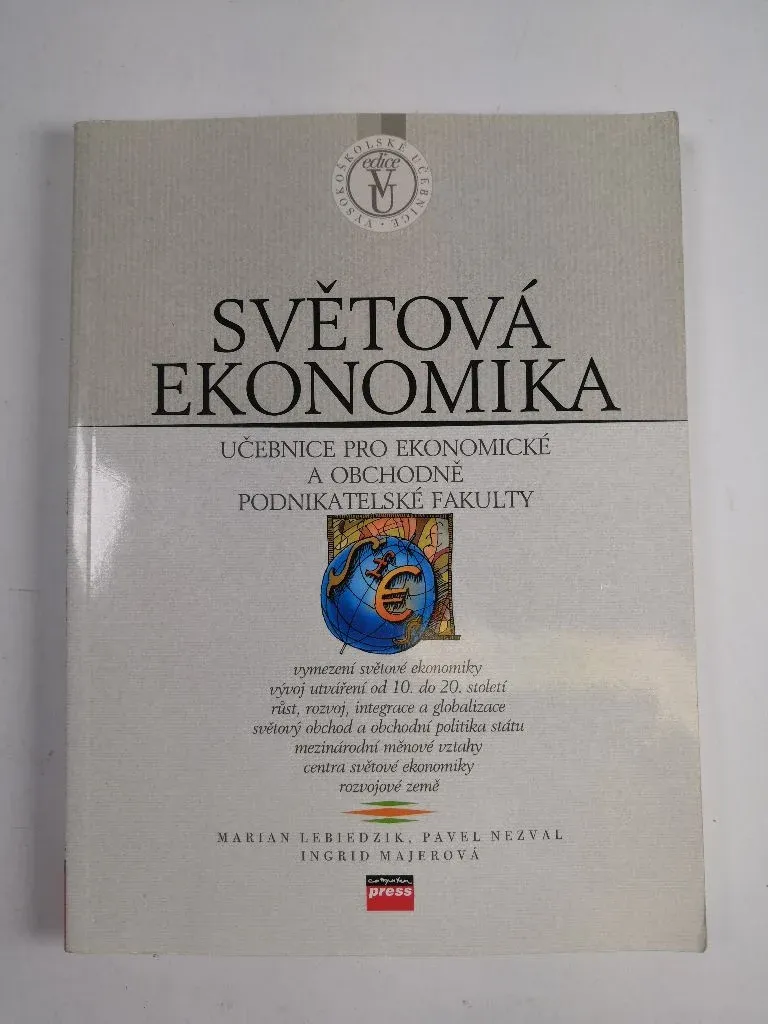 VYSOKOŠKOLSKÉ UČEBNICE •
edice
VU
SVĚTOVÁ
EKONOMIKA
UČEBNICE PRO EKONOMICKÉ
A OBCHODNĚ
PODNIKATELSKÉ FAKULTY
£
€
vymezení světové ekonomiky
vývoj utváření od 10. do 20. století
růst, rozvoj, integrace a globalizace
světový obchod a obchodní politika státu
mezinárodní měnové vztahy
centra světové ekonomiky
rozvojové země
MARIAN LEBIEDZIK, PAVEL NEZVAL
INGRID MAJEROVÁ
computer
press